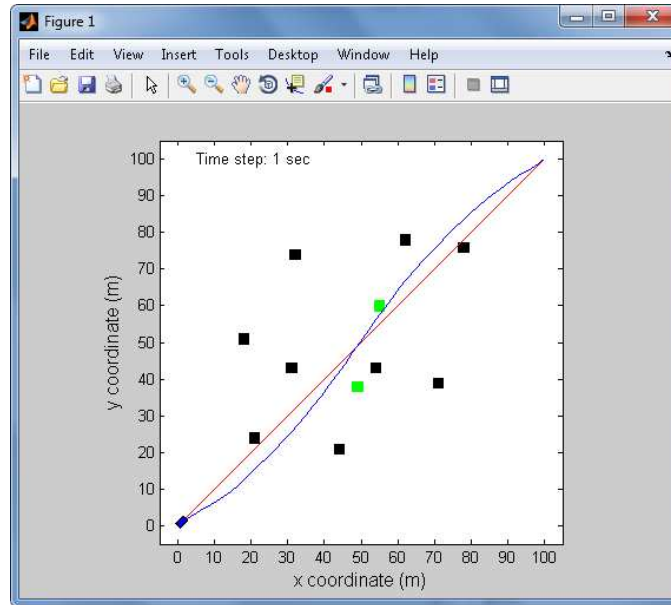 Figure 1
File Edit View Insert Tools Desktop Window Help
Time step: 1 sec
100
90
80
70
60
50
40
30
20
10
0
y coordinate (m)
0 10 20 30 40 50 60 70 80 90 100
x coordinate (m)